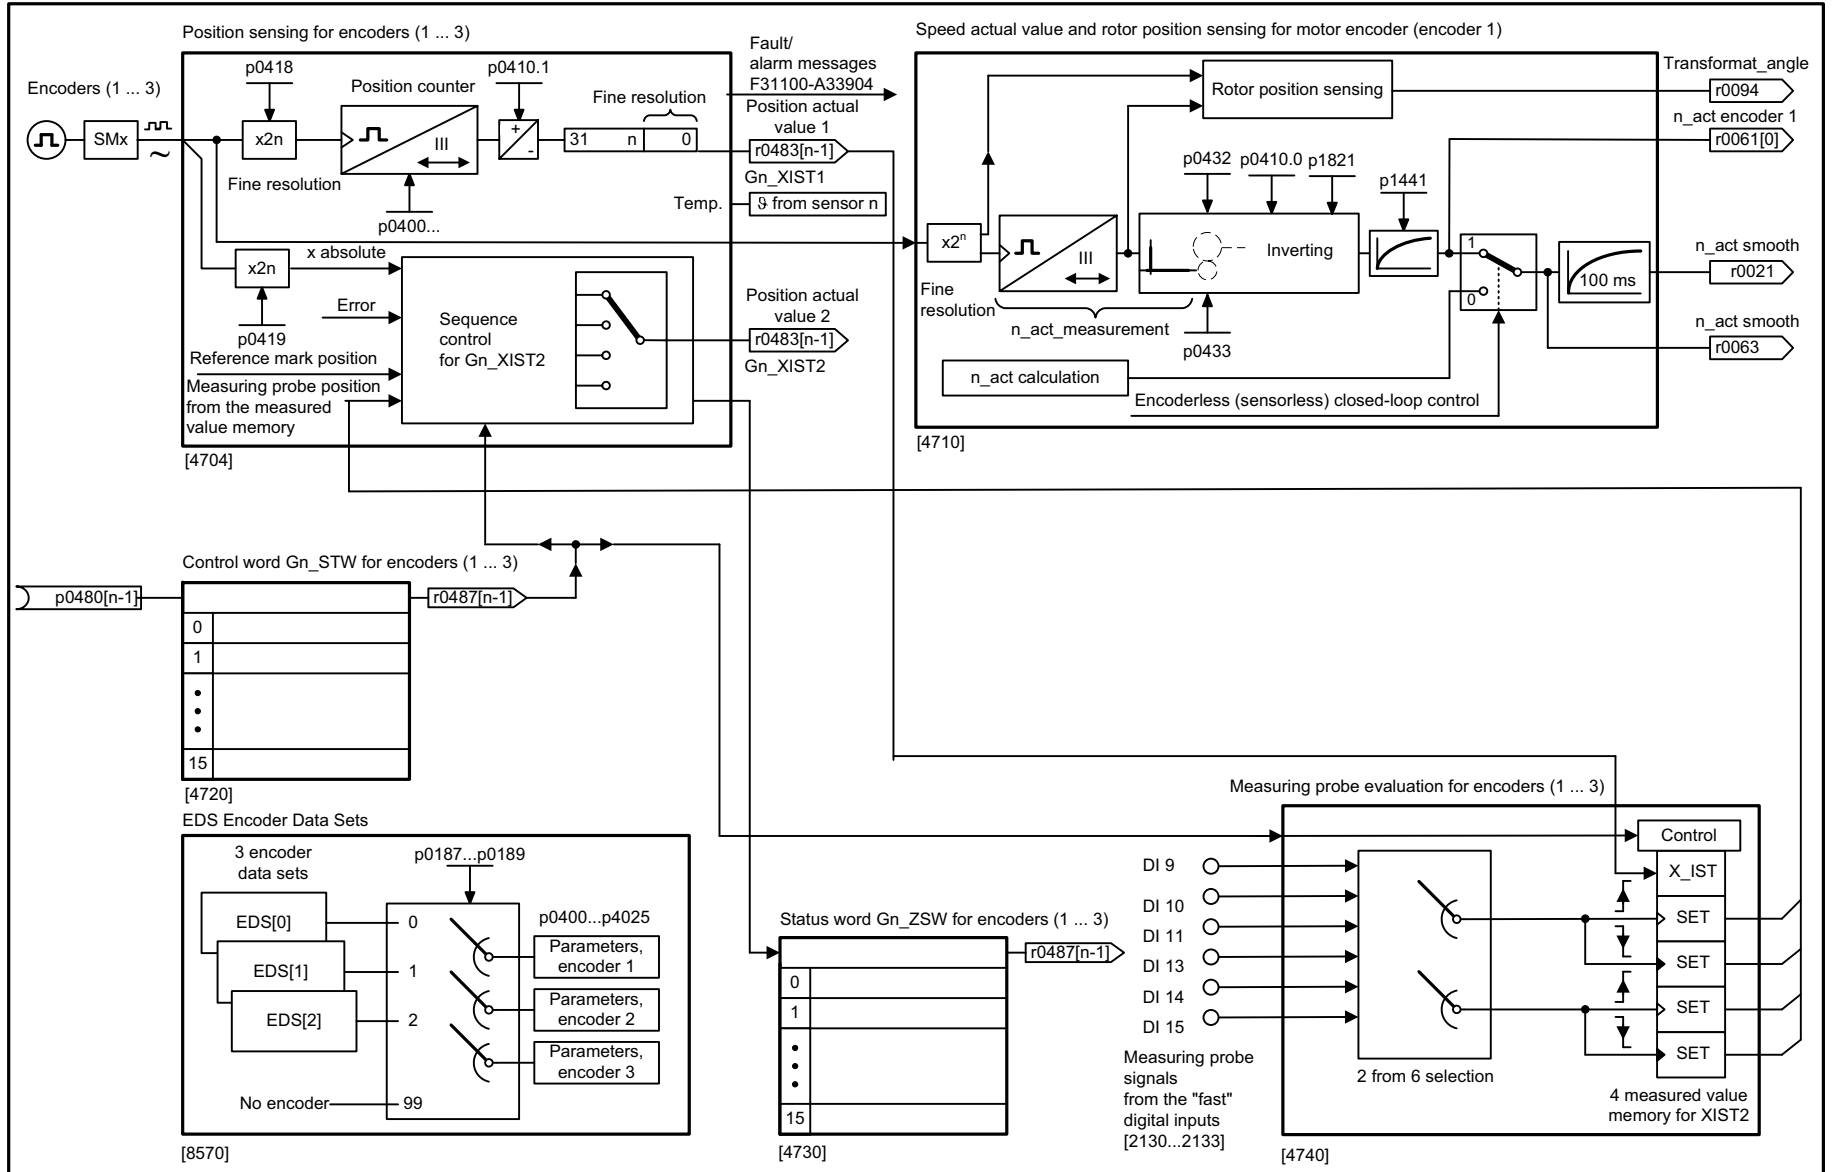 Position sensing for encoders (1 ... 3)
Encoders (1 ... 3)
SMx
~
p0418
x2n
Fine resolution
Position counter
III
p0400...
p0410.1
+
-
Fine resolution
31 n 0
Fault/
alarm messages
F31100-A33904
Position actual
value 1
r0483[n-1]
Gn_XIST1
Temp.
ϑ from sensor n
x2n
p0419
x absolute
Error
Reference mark position
Measuring probe position
from the measured
value memory
Sequence
control
for Gn_XIST2
Position actual
value 2
r0483[n-1]
Gn_XIST2
[4704]
Speed actual value and rotor position sensing for motor encoder (encoder 1)
Rotor position sensing
Transformat_angle
r0094
n_act encoder 1
r0061[0]
p0432
p0410.0
p1821
p1441
x2ⁿ
Fine
resolution
III
n_act_measurement
Inverting
p0433
1
0
100 ms
n_act smooth
r0021
n_act smooth
r0063
n_act calculation
Encoderless (sensorless) closed-loop control
[4710]
Control word Gn_STW for encoders (1 ... 3)
p0480[n-1]
r0487[n-1]
0
1
15
[4720]
EDS Encoder Data Sets
3 encoder
data sets
p0187...p0189
EDS[0]
EDS[1]
EDS[2]
0
1
2
No encoder
99
p0400...p4025
Parameters,
encoder 1
Parameters,
encoder 2
Parameters,
encoder 3
[8570]
Status word Gn_ZSW for encoders (1 ... 3)
r0487[n-1]
0
1
15
[4730]
Measuring probe evaluation for encoders (1 ... 3)
DI 9
DI 10
DI 11
DI 13
DI 14
DI 15
Measuring probe
signals
from the "fast"
digital inputs
[2130...2133]
2 from 6 selection
Control
X_IST
SET
SET
SET
SET
4 measured value
memory for XIST2
[4740]